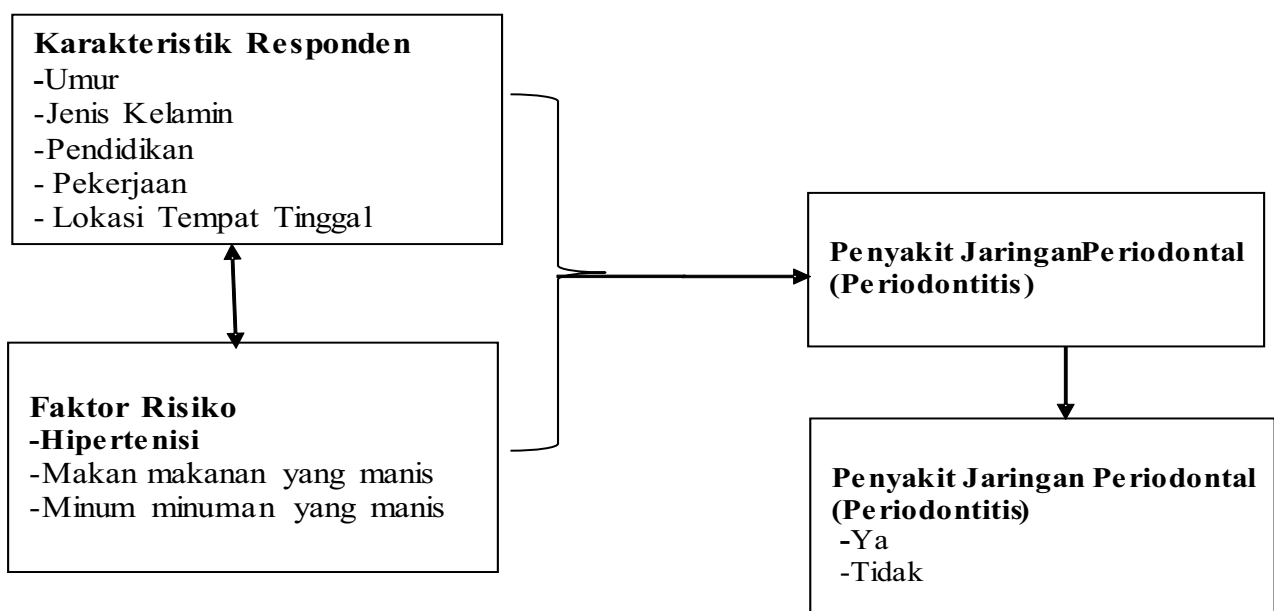 Karakteristik Responden
-Umur
-Jenis Kelamin
-Pendidikan
- Pekerjaan
- Lokasi Tempat Tinggal
Faktor Risiko
-Hipertenisi
-Makan makanan yang manis
-Minum minuman yang manis
Penyakit JaringanPeriodontal
(Periodontitis)
Penyakit Jaringan Periodontal
(Periodontitis)
-Ya
-Tidak